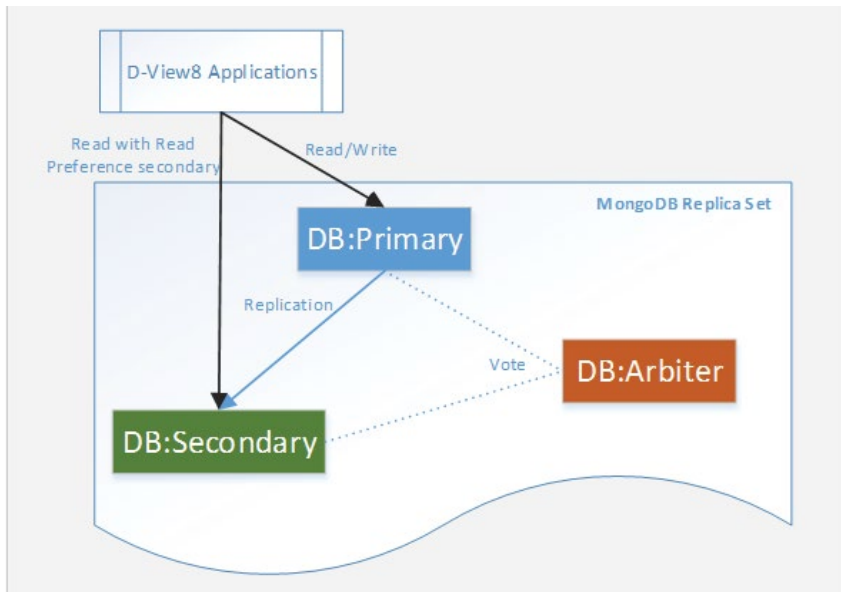 D-View8 Applications
Read with Read
Preference secondary
Read/Write
MongoDB Replica Set
DB:Primary
Replication
Vote
DB:Arbiter
DB:Secondary